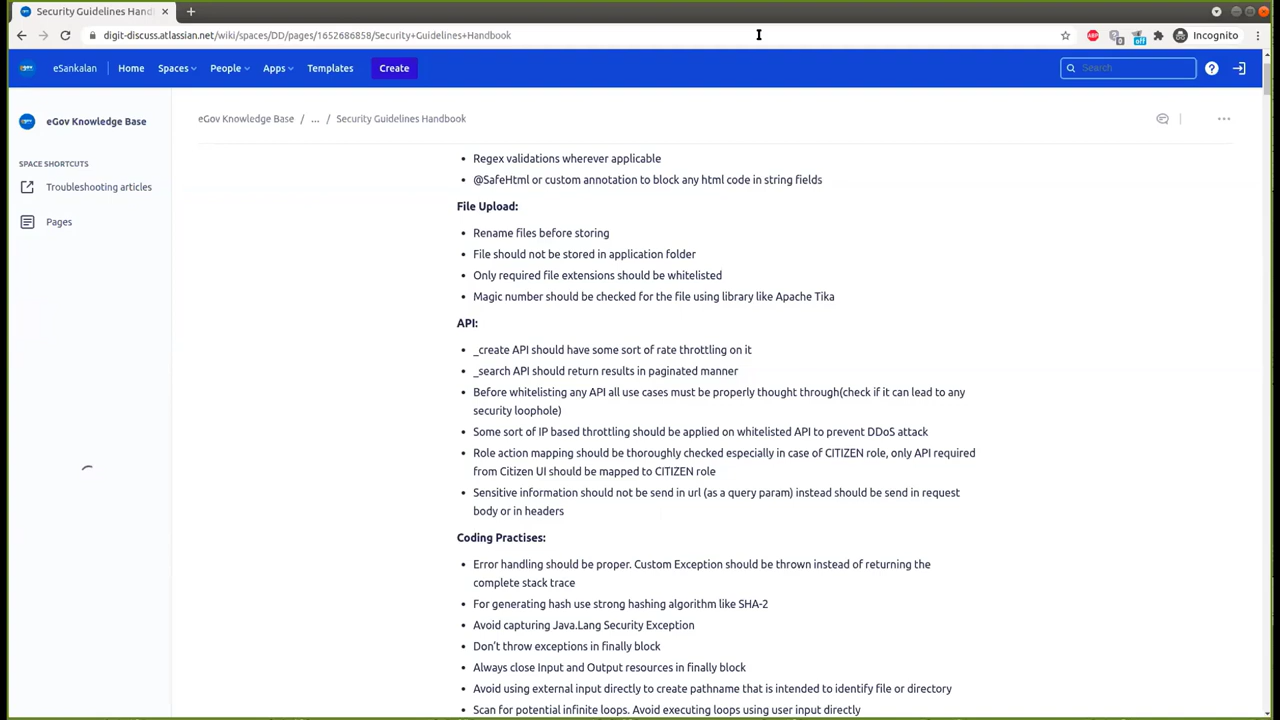 Security Guidelines Handb
digit-discuss.atlassian.net/wiki/spaces/DD/pages/1652686858/Security+Guidelines+Handbook
ABP
off
Incognito
eSankalan
Home
Spaces
People
Apps
Templates
Create
Search
eGov Knowledge Base
SPACE SHORTCUTS
Troubleshooting articles
Pages
eGov Knowledge Base / ... / Security Guidelines Handbook
• Regex validations wherever applicable
• @SafeHtml or custom annotation to block any html code in string fields
File Upload:
• Rename files before storing
• File should not be stored in application folder
• Only required file extensions should be whitelisted
• Magic number should be checked for the file using library like Apache Tika
API:
• _create API should have some sort of rate throttling on it
• _search API should return results in paginated manner
• Before whitelisting any API all use cases must be properly thought through(check if it can lead to any
security loophole)
• Some sort of IP based throttling should be applied on whitelisted API to prevent DDoS attack
• Role action mapping should be thoroughly checked especially in case of CITIZEN role, only API required
from Citizen UI should be mapped to CITIZEN role
• Sensitive information should not be send in url (as a query param) instead should be send in request
body or in headers
Coding Practises:
• Error handling should be proper. Custom Exception should be thrown instead of returning the
complete stack trace
• For generating hash use strong hashing algorithm like SHA-2
• Avoid capturing Java.Lang Security Exception
• Don’t throw exceptions in finally block
• Always close Input and Output resources in finally block
• Avoid using external input directly to create pathname that is intended to identify file or directory
• Scan for potential infinite loops. Avoid executing loops using user input directly